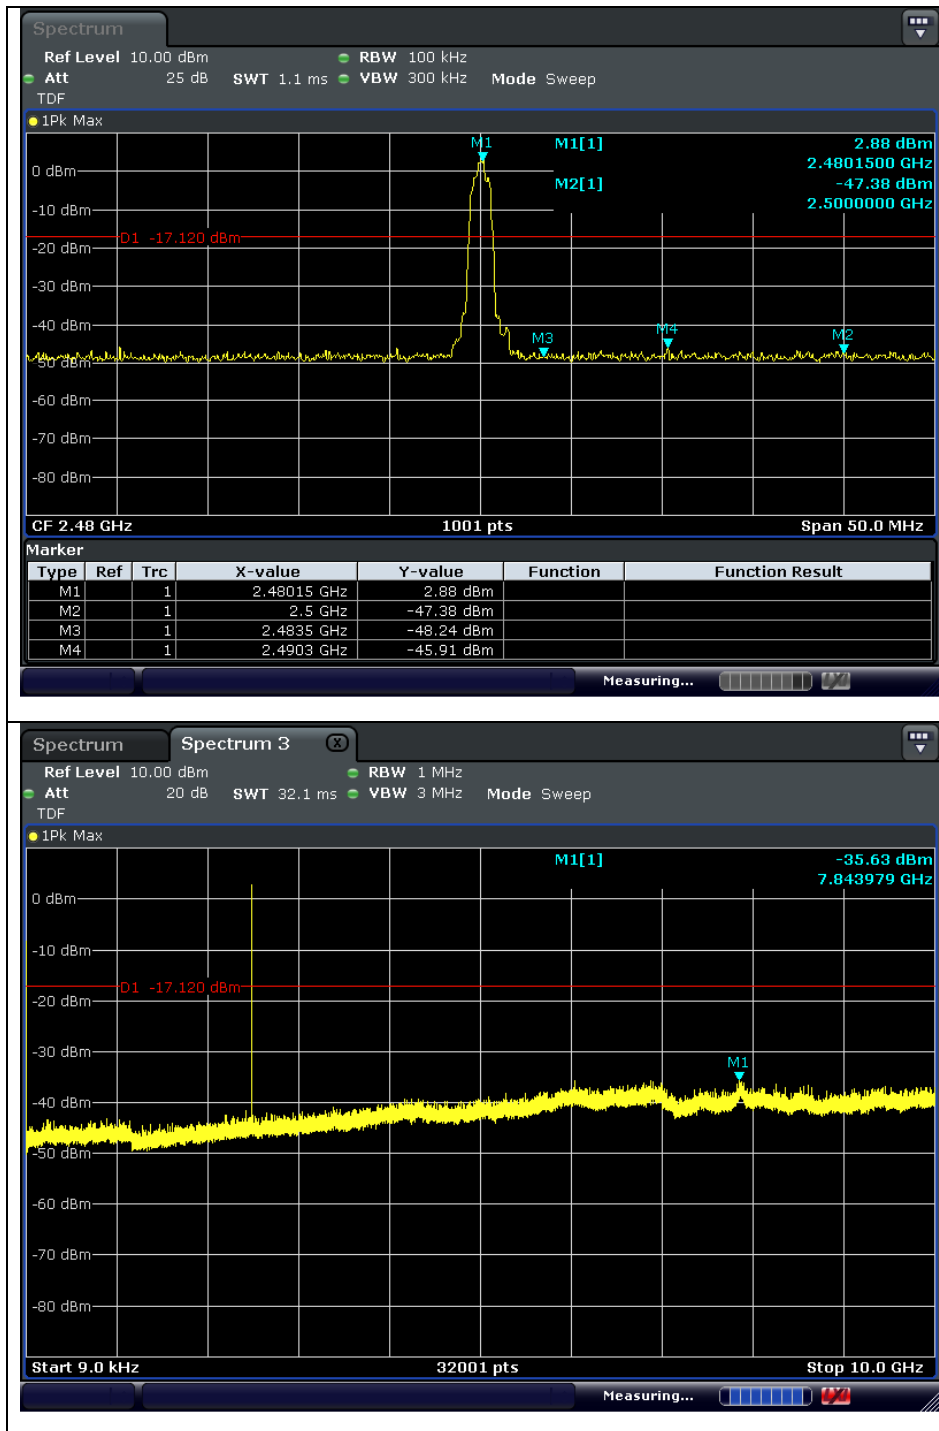 Spectrum
Ref Level 10.00 dBm RBW 100 kHz
Att 25 dB SWT 1.1 ms VBW 300 kHz Mode Sweep
TDF
1Pk Max
M1 M1[1] 2.88 dBm
2.4801500 GHz
M2[1] -47.38 dBm
2.5000000 GHz
0 dBm
-10 dBm
D1 -17.120 dBm
-20 dBm
-30 dBm
-40 dBm
M3 M4 M2
-50 dBm
-60 dBm
-70 dBm
-80 dBm
CF 2.48 GHz 1001 pts Span 50.0 MHz
Marker
Type Ref Trc X-value Y-value Function Function Result
M1 1 2.48015 GHz 2.88 dBm
M2 1 2.5 GHz -47.38 dBm
M3 1 2.4835 GHz -48.24 dBm
M4 1 2.4903 GHz -45.91 dBm
Measuring...
Spectrum Spectrum 3 X
Ref Level 10.00 dBm RBW 1 MHz
Att 20 dB SWT 32.1 ms VBW 3 MHz Mode Sweep
TDF
1Pk Max
M1[1] -35.63 dBm
7.843979 GHz
0 dBm
-10 dBm
D1 -17.120 dBm
-20 dBm
-30 dBm
M1
-40 dBm
-50 dBm
-60 dBm
-70 dBm
-80 dBm
Start 9.0 kHz 32001 pts Stop 10.0 GHz
Measuring...